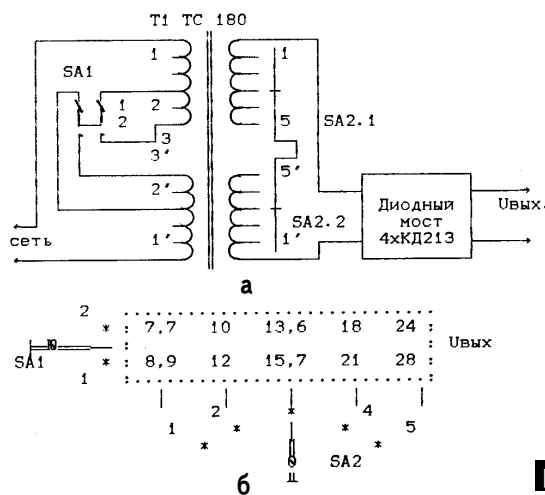 T1 TC 180
1
1
SA1
1
2
2
5
SA2.1
3
3'
5'
2'
SA2.2
Диодный
мост
4хКД213
Uвых.
сеть
1'
1'
а
2
* : 7,7 10 13,6 18 24 :
Uвых
SA1
* : 8,9 12 15,7 21 28 :
1
2
*
4
1
*
*
5
*
*
SA2
б